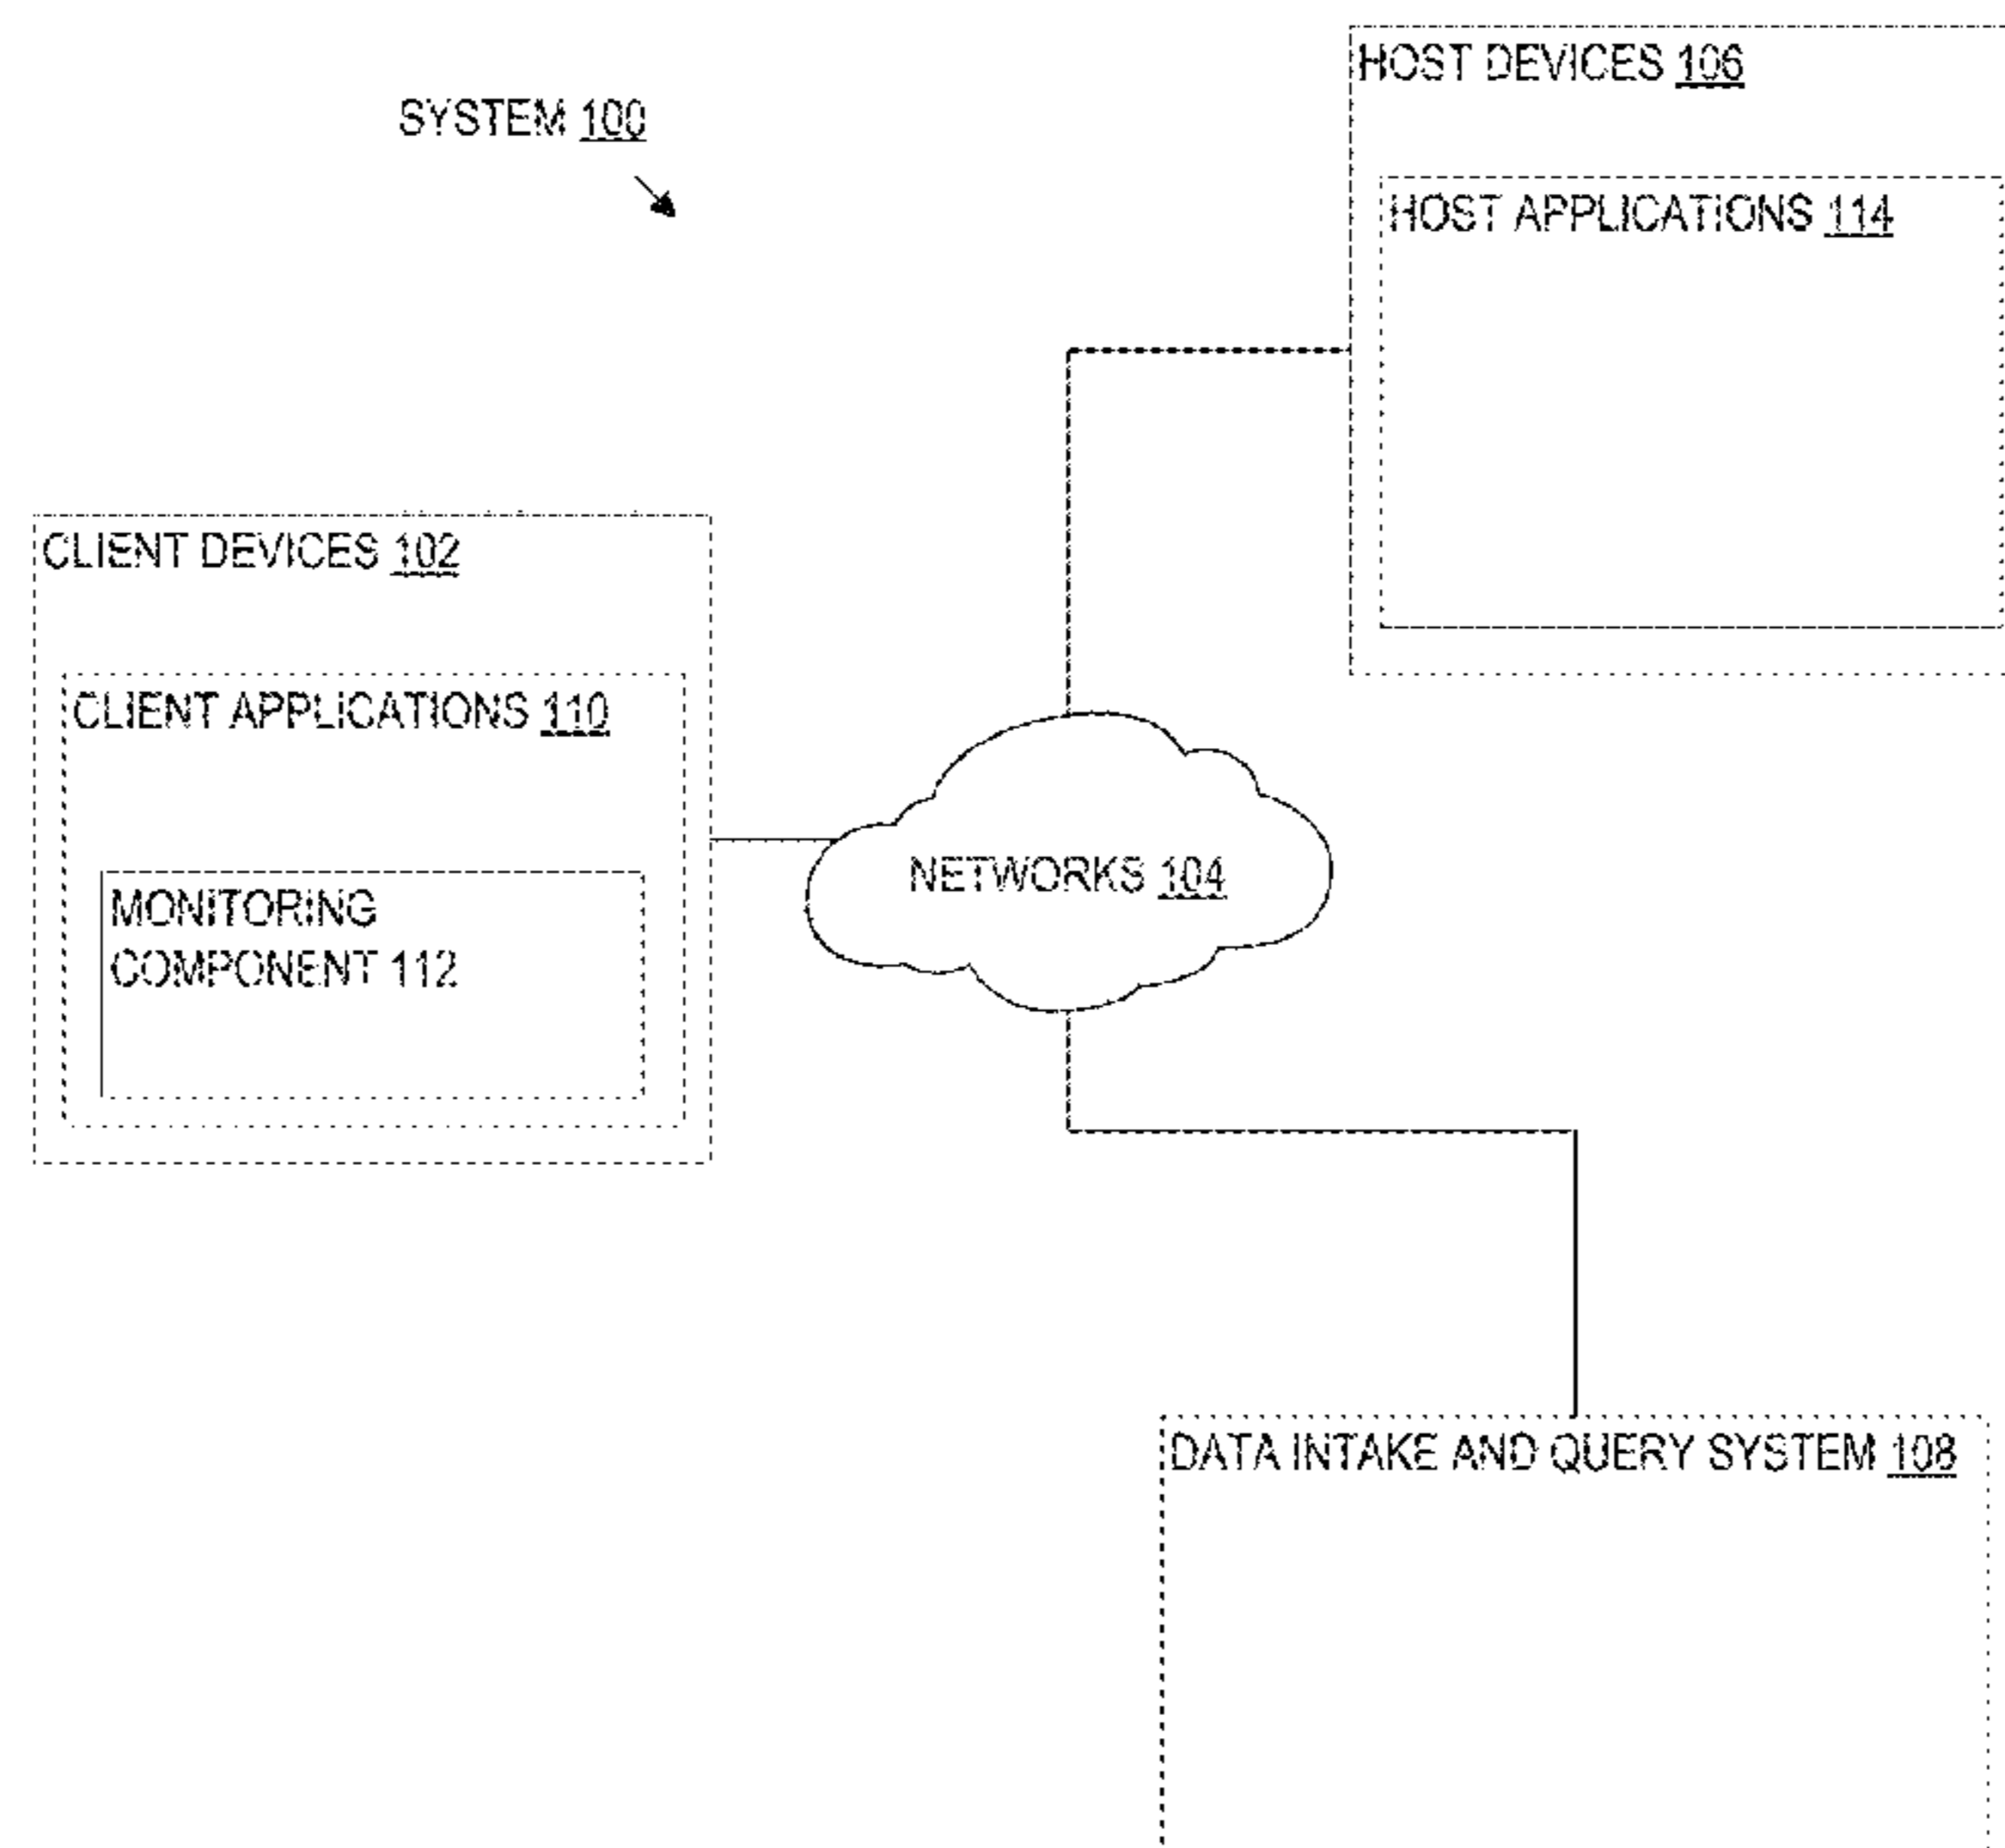 SYSTEM 100
HOST DEVICES 106
HOST APPLICATIONS 114
CLIENT DEVICES 102
CLIENT APPLICATIONS 110
MONITORING
COMPONENT 112
NETWORKS 104
DATA INTAKE AND QUERY SYSTEM 108